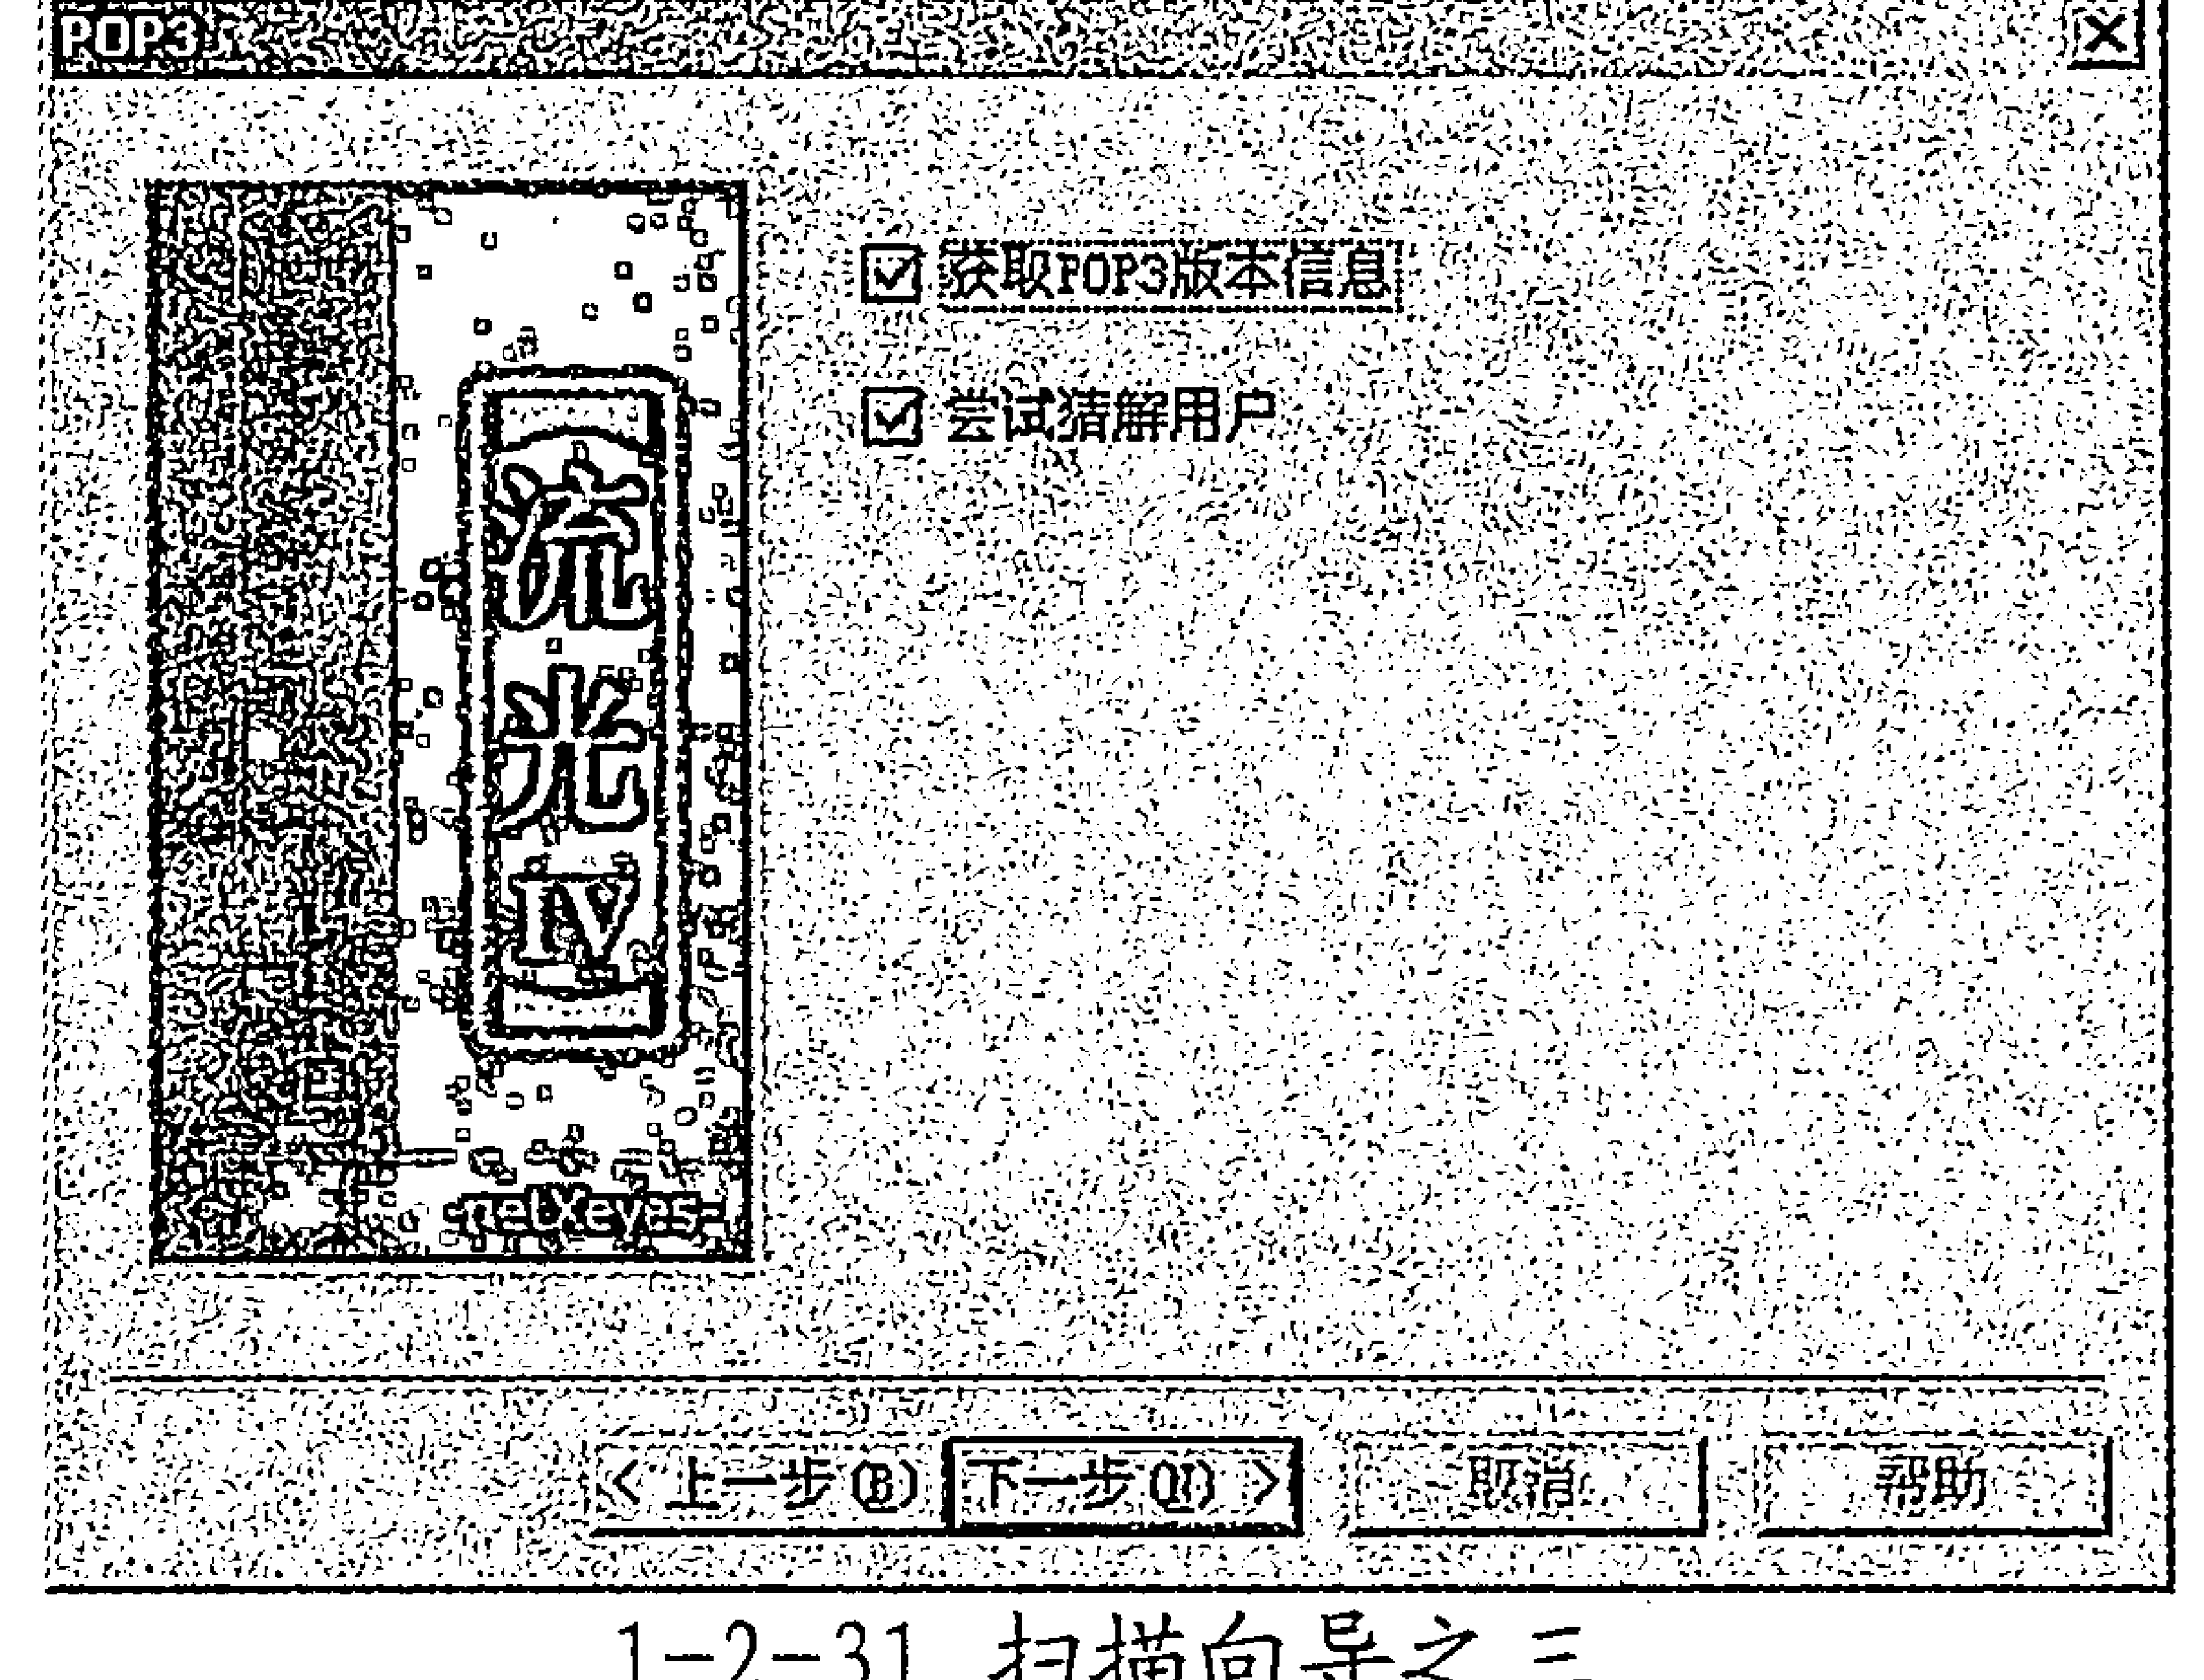 POP3
获取POP3版本信息
尝试猜解用户
流
光
IV
netXeyes
< 上一步(B) 下一步(N) > 取消 帮助
1-2-31 扫描向导之三